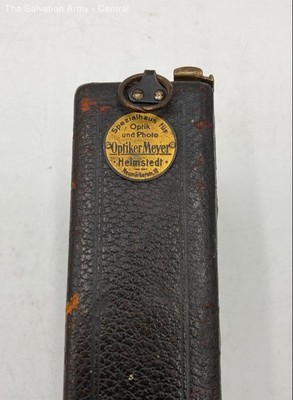 The Salvation Army - Central
Spezialhaus für
Optik
und Photo
Optiker Meyer
Helmstedt